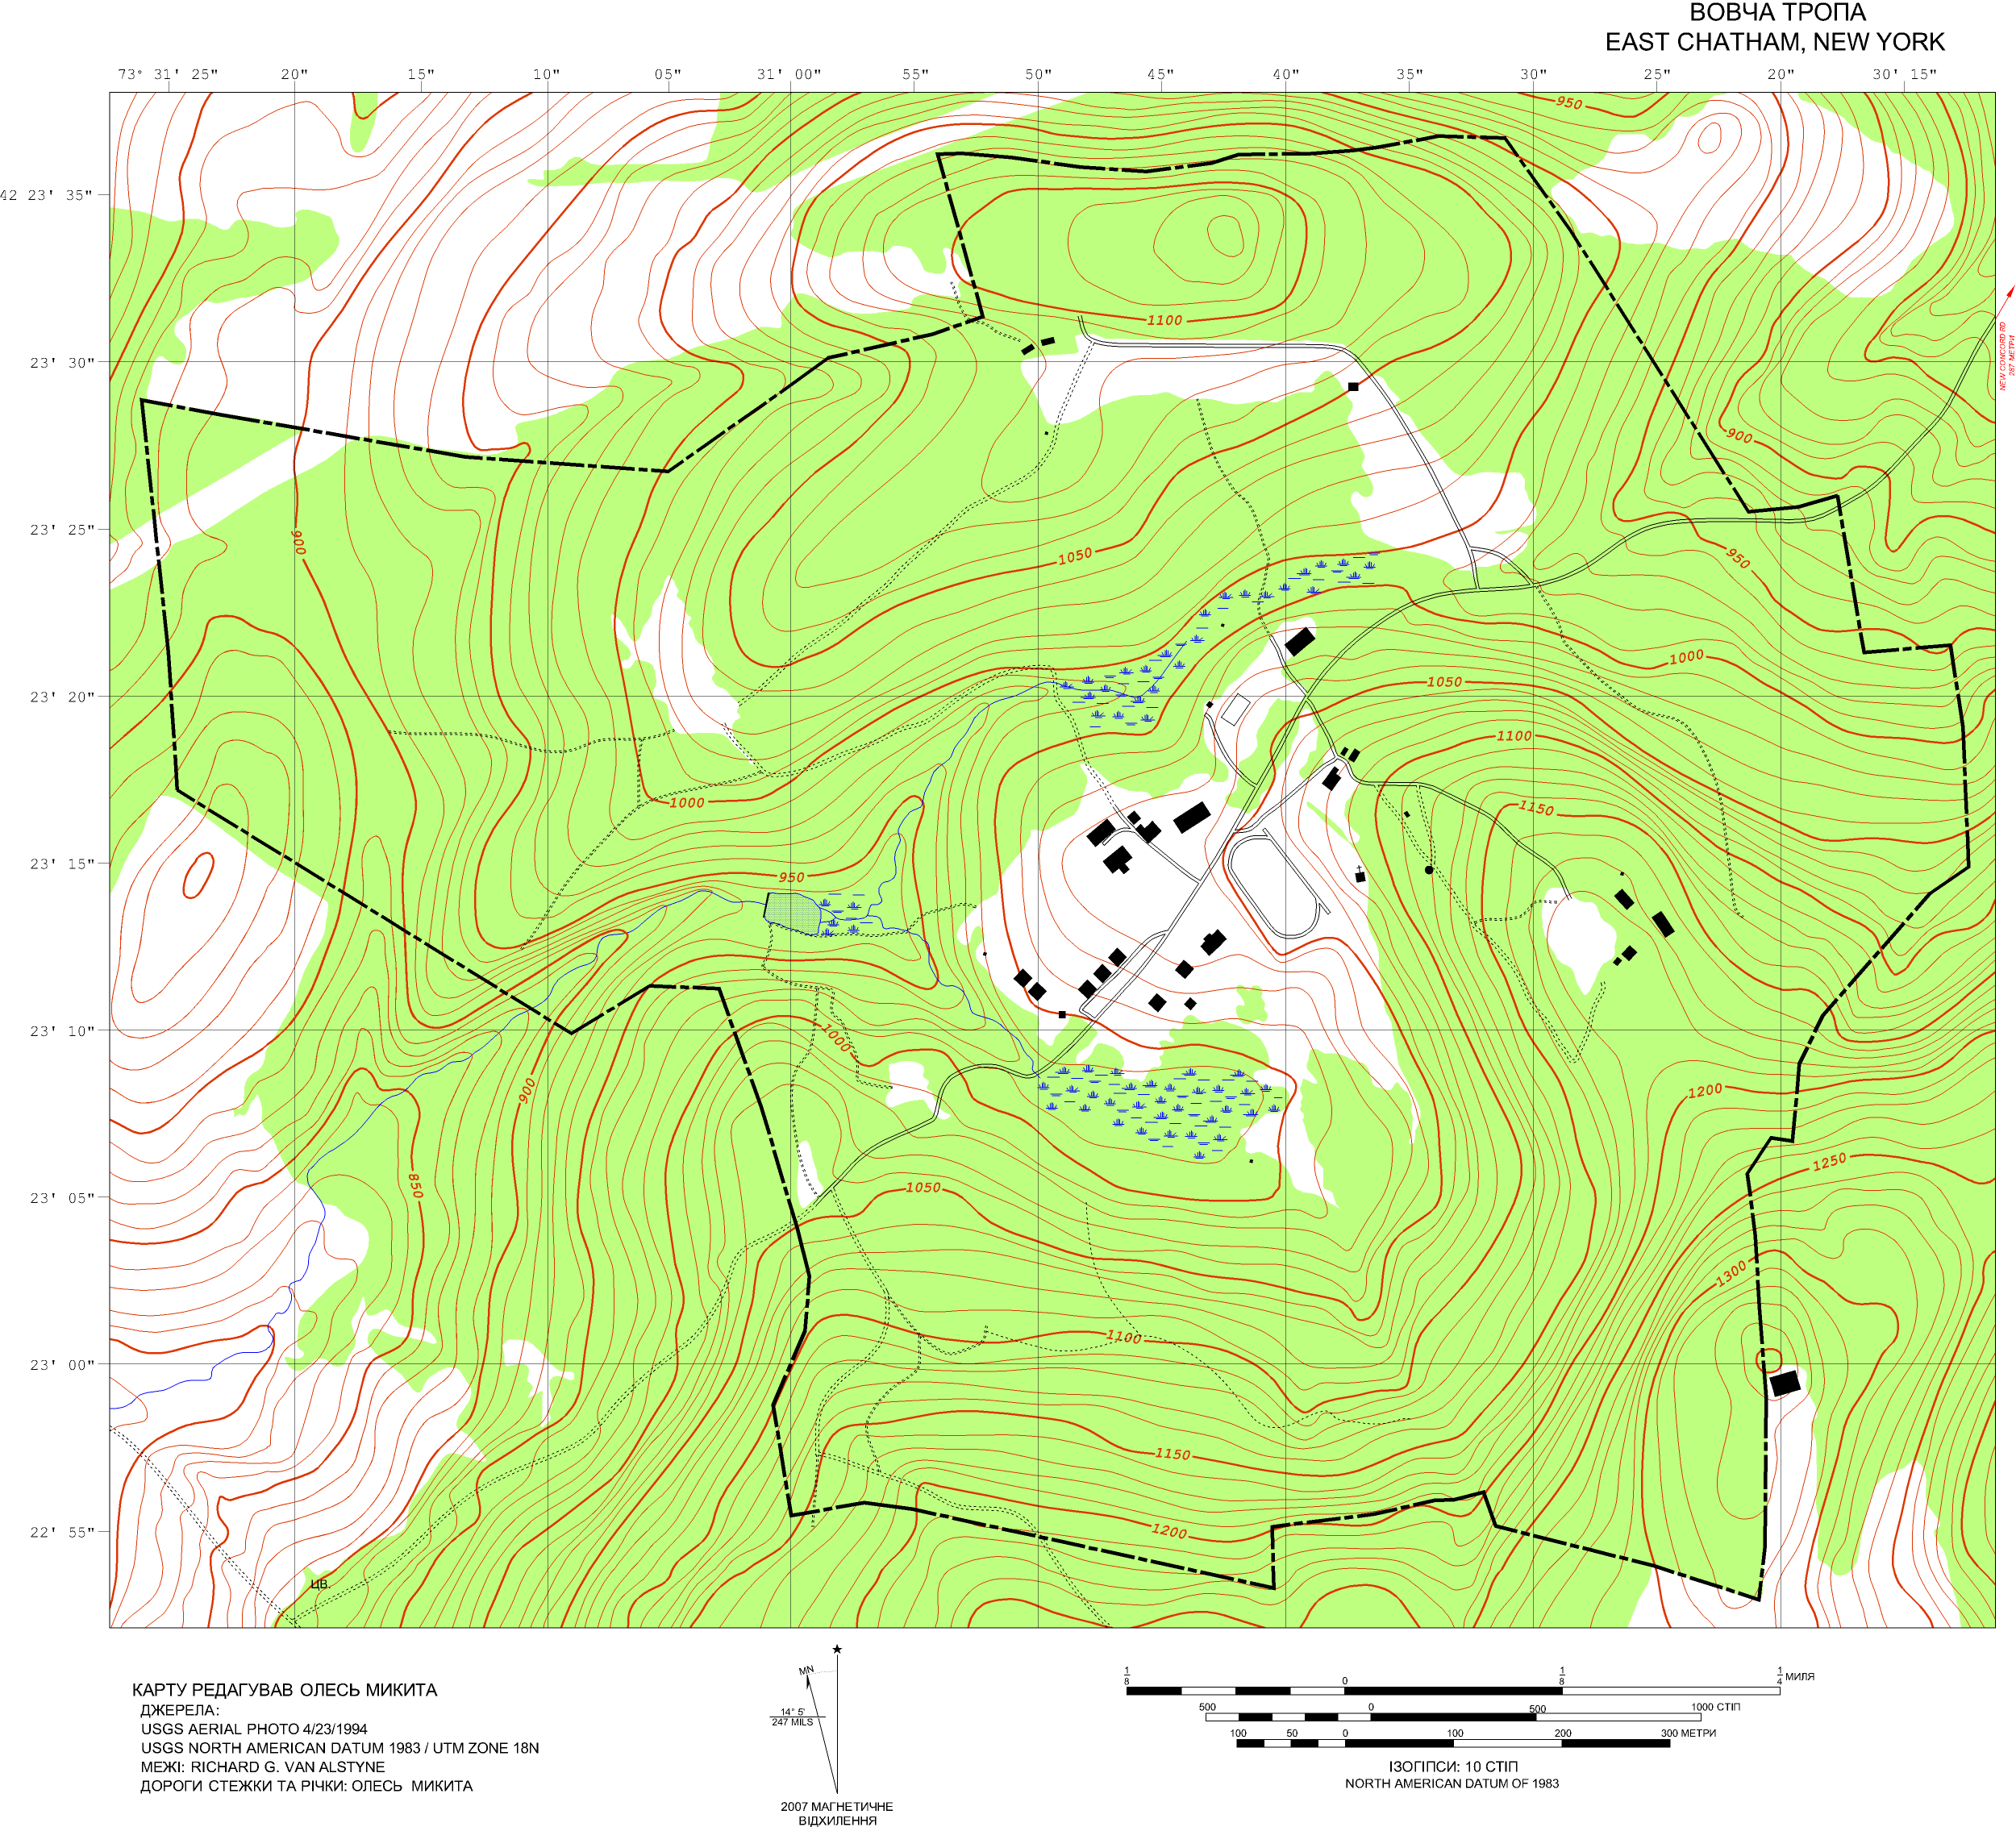 ВОВЧА ТРОПА
EAST CHATHAM, NEW YORK
73° 31' 25" 20" 15" 10" 05" 31' 00" 55" 50" 45" 40" 35" 30" 25" 20" 30' 15"
950
42 23' 35"
1100
NEW CONCORD RD
287 МЕТРИ
23' 30"
900
23' 25"
900
1050
950
1000
23' 20"
1050
1100
1000
1150
23' 15"
950
23' 10"
1000
900
1200
1250
23' 05"
850
1050
1300
23' 00"
1100
1150
22' 55"
1200
ЦВ.
КАРТУ РЕДАГУВАВ ОЛЕСЬ МИКИТА
ДЖЕРЕЛА:
USGS AERIAL PHOTO 4/23/1994
USGS NORTH AMERICAN DATUM 1983 / UTM ZONE 18N
МЕЖІ: RICHARD G. VAN ALSTYNE
ДОРОГИ СТЕЖКИ ТА РІЧКИ: ОЛЕСЬ МИКИТА
MN
14° 5'
247 MILS
2007 МАГНЕТИЧНЕ
ВІДХИЛЕННЯ
1/8 0 1/8 1/4 МИЛЯ
500 0 500 1000 СТІП
100 50 0 100 200 300 МЕТРИ
ІЗОГІПСИ: 10 СТІП
NORTH AMERICAN DATUM OF 1983